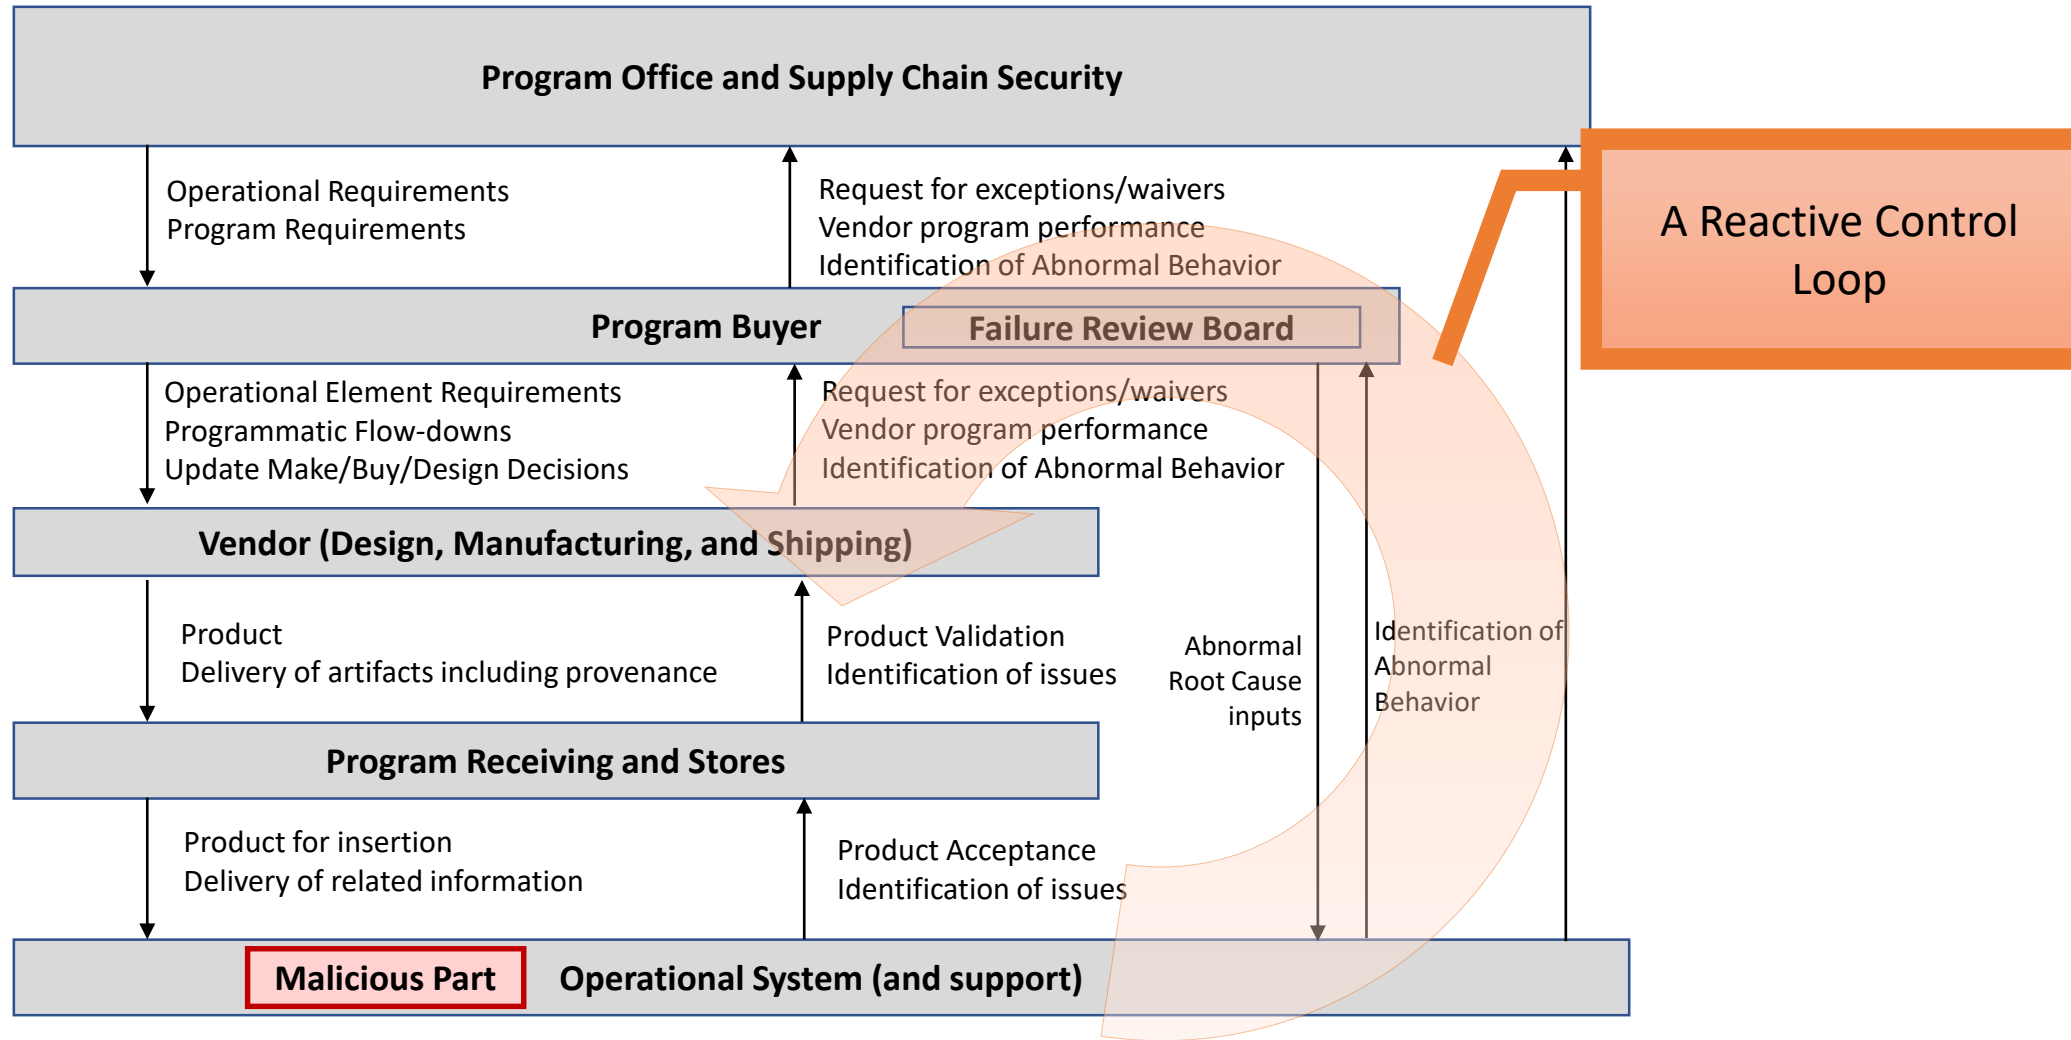 Program Office and Supply Chain Security
Operational Requirements
Program Requirements
Request for exceptions/waivers
Vendor program performance
Identification of Abnormal Behavior
A Reactive Control
Loop
Program Buyer
Failure Review Board
Operational Element Requirements
Programmatic Flow-downs
Update Make/Buy/Design Decisions
Request for exceptions/waivers
Vendor program performance
Identification of Abnormal Behavior
Vendor (Design, Manufacturing, and Shipping)
Product
Delivery of artifacts including provenance
Product Validation
Identification of issues
Abnormal
Root Cause
inputs
Identification of
Abnormal
Behavior
Program Receiving and Stores
Product for insertion
Delivery of related information
Product Acceptance
Identification of issues
Malicious Part
Operational System (and support)